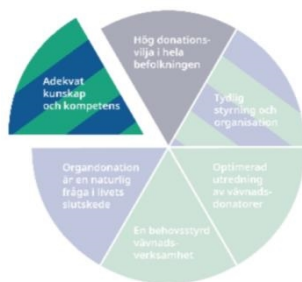 Adekvat
kunskap
och kompetens
Hög donations-
vilja i hela
befolkningen
Tydlig
styrning och
organisation
Optimerad
utredning
av vävnads-
donatorer
En behovsstyrd
vävnads-
verksamhet
Organdonation
är en naturlig
fråga i livets
slutskede